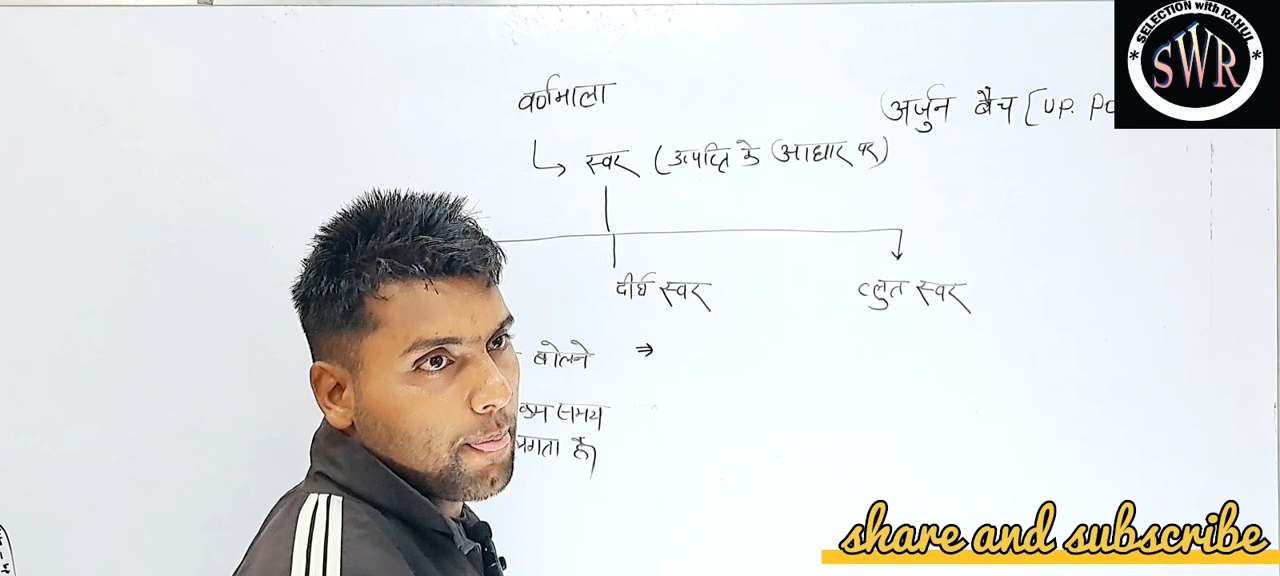 SELECTION with RAHUL
SWR
वर्णमाला
अर्जुन बैच [UP. Po
↳ स्वर (उत्पत्ति के आधार पर)
दीर्घ स्वर
प्लुत स्वर
बोलने ⇒
कम समय
लगता है।
share and subscribe